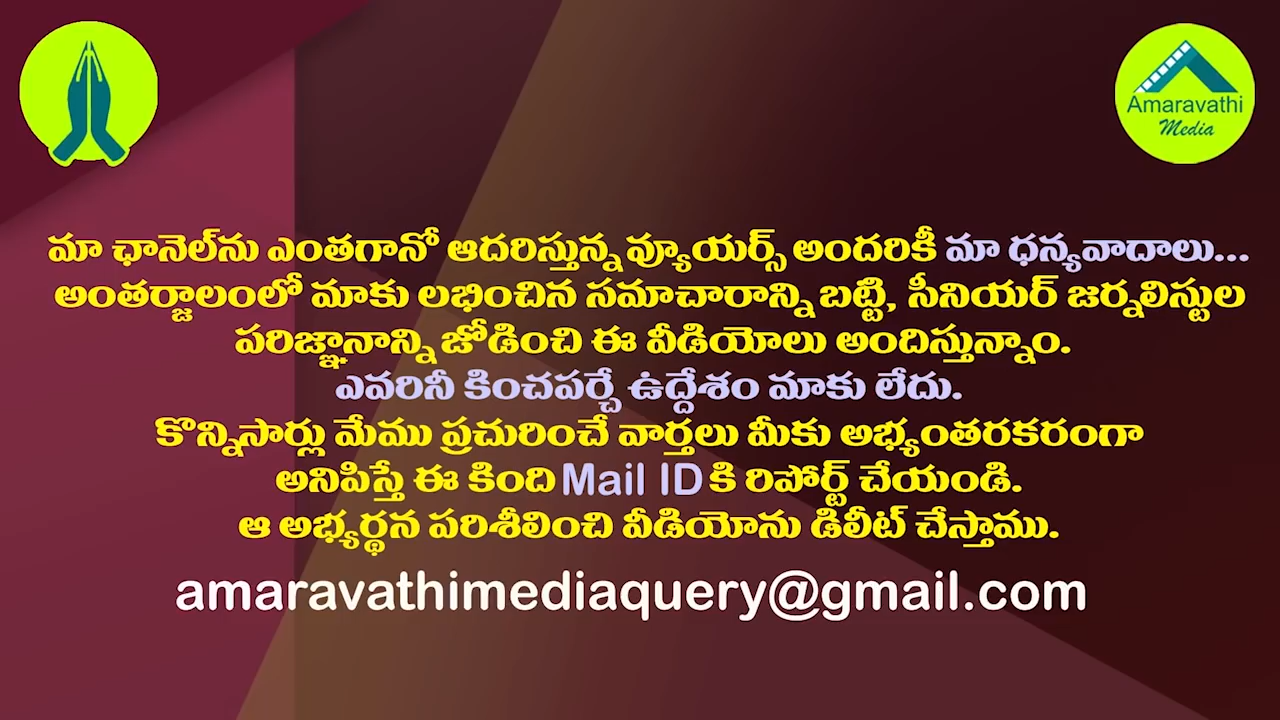 Amaravathi
Media
మా ఛానెల్‌ను ఎంతగానో ఆదరిస్తున్న వ్యూయర్స్ అందరికీ మా ధన్యవాదాలు...
అంతర్జాలంలో మాకు లభించిన సమాచారాన్ని బట్టి, సీనియర్ జర్నలిస్టుల
పరిజ్ఞానాన్ని జోడించి ఈ వీడియోలు అందిస్తున్నాం.
ఎవరినీ కించపర్చే ఉద్దేశం మాకు లేదు.
కొన్నిసార్లు మేము ప్రచురించే వార్తలు మీకు అభ్యంతరకరంగా
అనిపిస్తే ఈ కింది Mail ID కి రిపోర్ట్ చేయండి.
ఆ అభ్యర్థన పరిశీలించి వీడియోను డిలీట్ చేస్తాము.
amaravathimediaquery@gmail.com